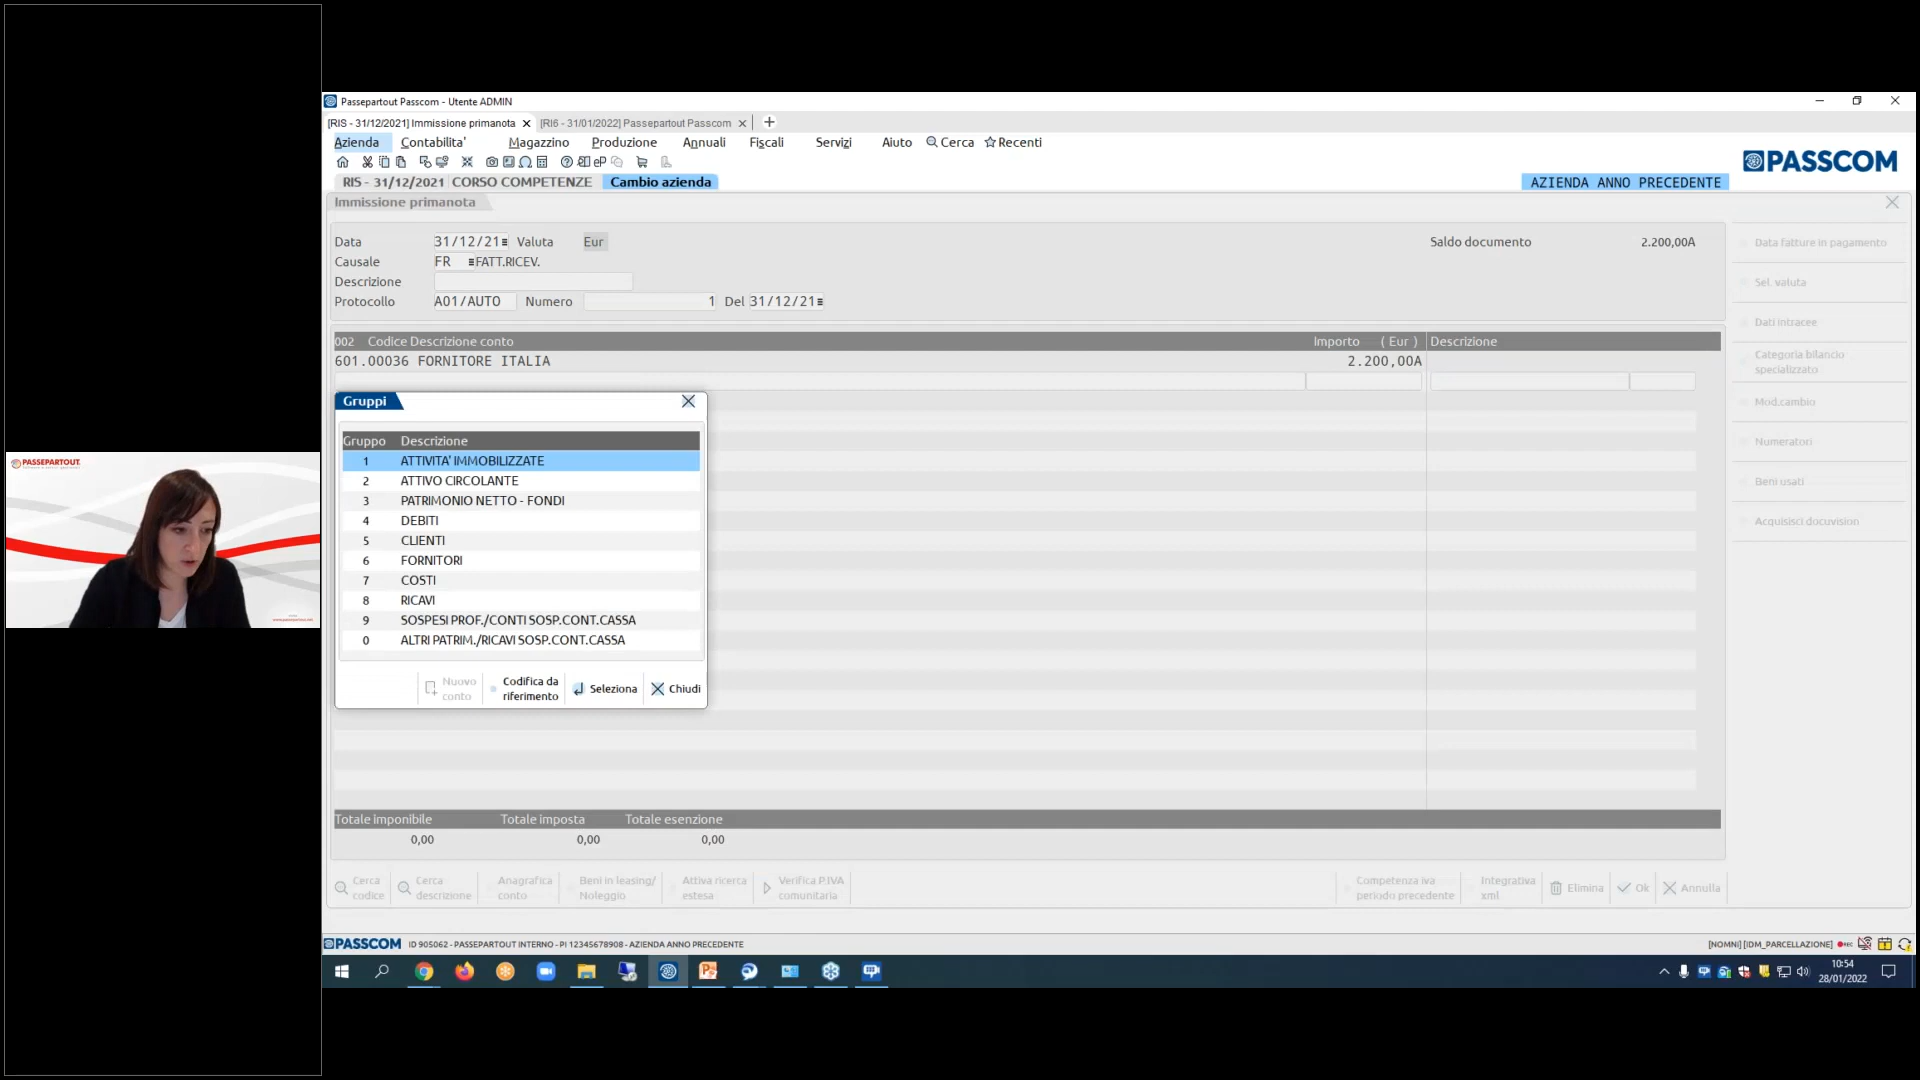 Passepartout Passcom - Utente ADMIN
[RIS - 31/12/2021] Immissione primanota
[RI6 - 31/01/2022] Passepartout Passcom
Azienda Contabilita' Magazzino Produzione Annuali Fiscali Servizi Aiuto Cerca Recenti
PASSCOM
RIS - 31/12/2021 CORSO COMPETENZE Cambio azienda
AZIENDA ANNO PRECEDENTE
Immissione primanota
Data 31/12/21 Valuta Eur
Saldo documento 2.200,00A
Causale FR FATT.RICEV.
Descrizione
Protocollo A01/AUTO Numero 1 Del 31/12/21
Data fatture in pagamento
Sel. valuta
Dati intracee
Categoria bilancio
specializzato
Mod.cambio
Numeratori
Beni usati
Acquisisci docuvision
002 Codice Descrizione conto Importo ( Eur ) Descrizione
601.00036 FORNITORE ITALIA 2.200,00A
Gruppi
Gruppo Descrizione
1 ATTIVITA' IMMOBILIZZATE
2 ATTIVO CIRCOLANTE
3 PATRIMONIO NETTO - FONDI
4 DEBITI
5 CLIENTI
6 FORNITORI
7 COSTI
8 RICAVI
9 SOSPESI PROF./CONTI SOSP.CONT.CASSA
0 ALTRI PATRIM./RICAVI SOSP.CONT.CASSA
Nuovo
conto
Codifica da
riferimento
Seleziona
Chiudi
Totale imponibile Totale imposta Totale esenzione
0,00 0,00 0,00
Cerca
codice
Cerca
descrizione
Anagrafica
conto
Beni in leasing/
Noleggio
Attiva ricerca
estesa
Verifica P.IVA
comunitaria
Competenza iva
periodo precedente
Integrativa
xml
Elimina
Ok
Annulla
PASSCOM ID 905062 - PASSEPARTOUT INTERNO - PI 12345678908 - AZIENDA ANNO PRECEDENTE
[NOMNI] [IDM_PARCELLAZIONE] REC
10:54
28/01/2022
PASSEPARTOUT